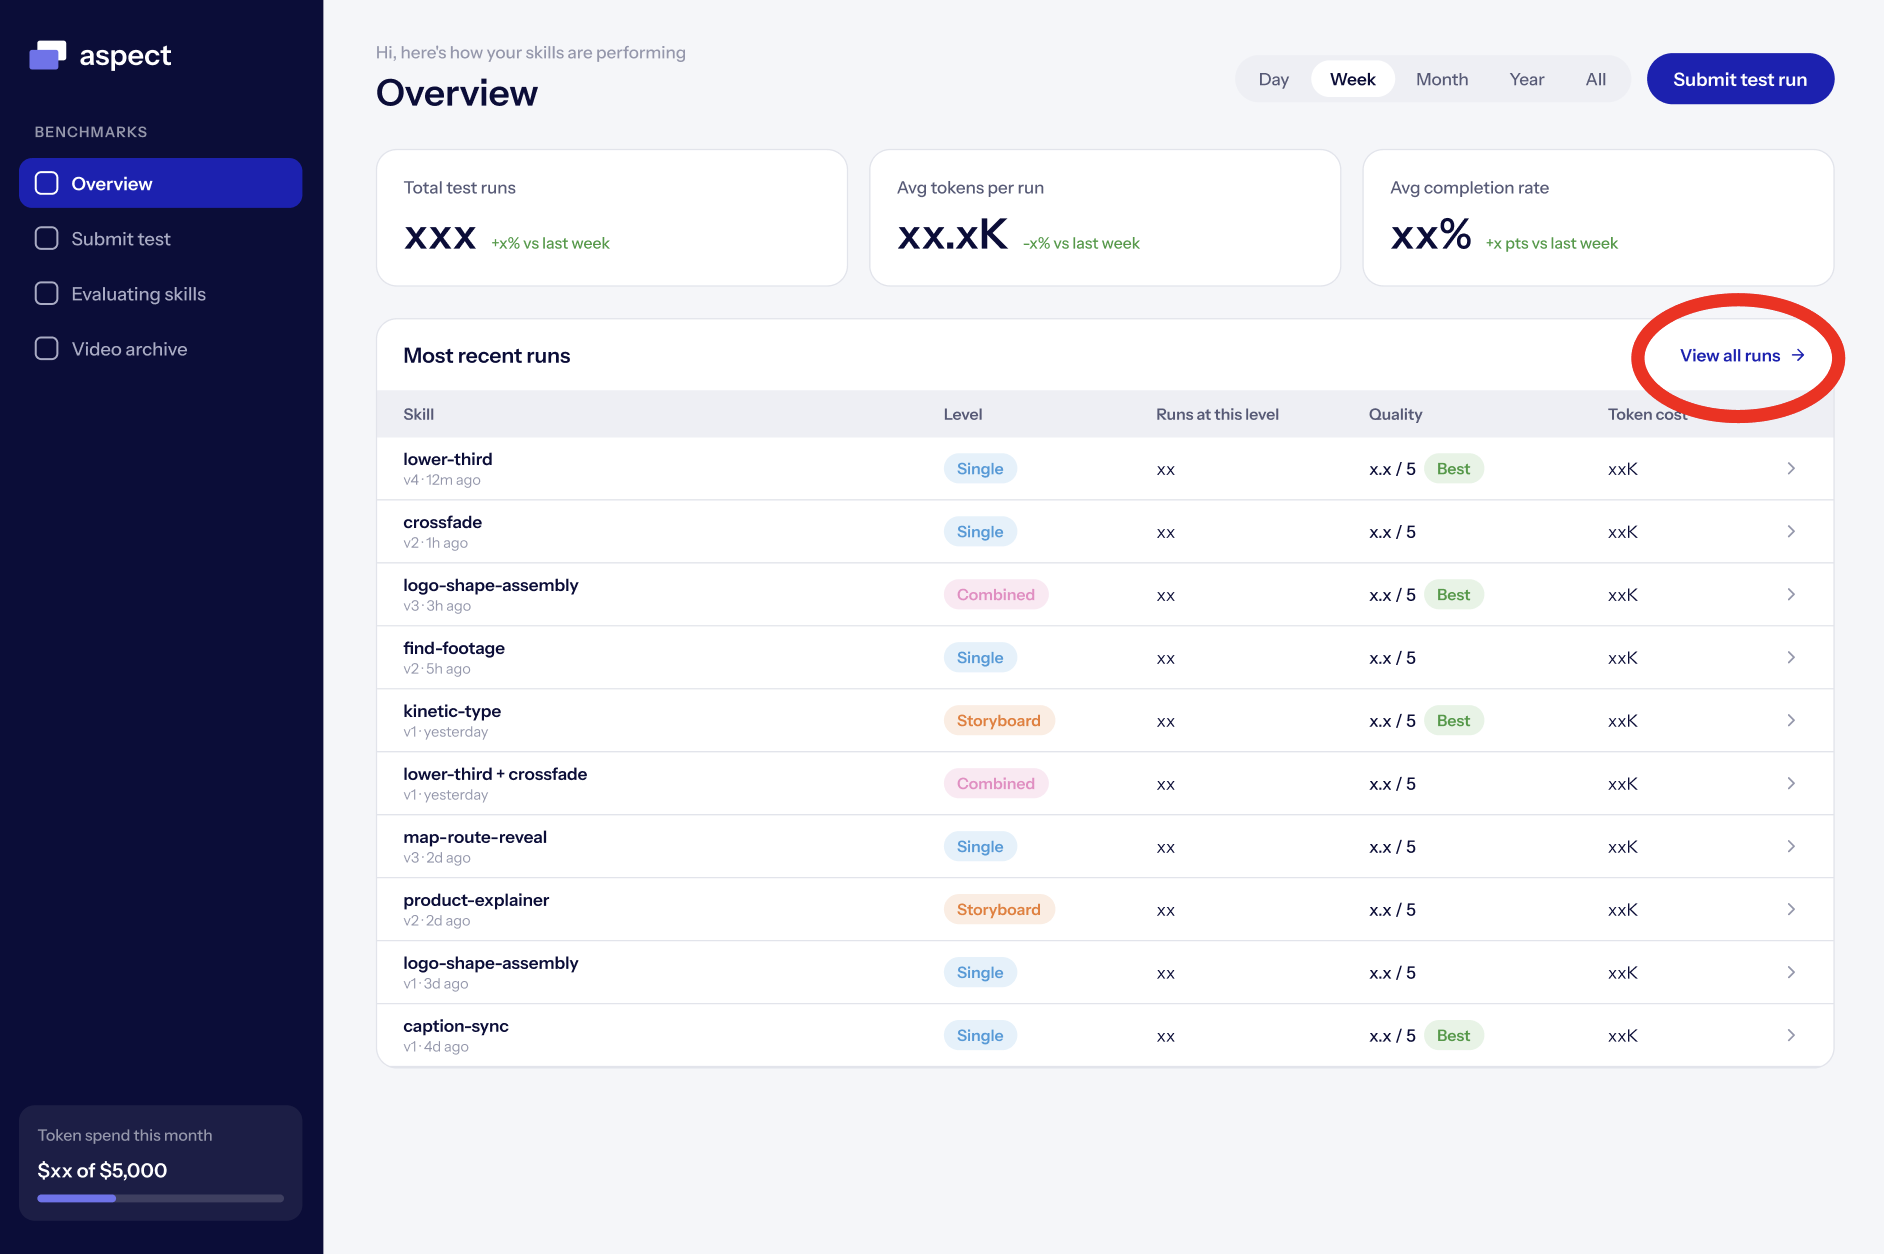 aspect
BENCHMARKS
Overview
Submit test
Evaluating skills
Video archive
Token spend this month
$xx of $5,000
Hi, here's how your skills are performing
Overview
Day Week Month Year All
Submit test run
Total test runs
xxx +x% vs last week
Avg tokens per run
xx.xK -x% vs last week
Avg completion rate
xx% +x pts vs last week
Most recent runs
View all runs →
Skill Level Runs at this level Quality Token cost
lower-third
v4 · 12m ago
Single xx x.x / 5 Best xxK
crossfade
v2 · 1h ago
Single xx x.x / 5 xxK
logo-shape-assembly
v3 · 3h ago
Combined xx x.x / 5 Best xxK
find-footage
v2 · 5h ago
Single xx x.x / 5 xxK
kinetic-type
v1 · yesterday
Storyboard xx x.x / 5 Best xxK
lower-third + crossfade
v1 · yesterday
Combined xx x.x / 5 xxK
map-route-reveal
v3 · 2d ago
Single xx x.x / 5 xxK
product-explainer
v2 · 2d ago
Storyboard xx x.x / 5 xxK
logo-shape-assembly
v1 · 3d ago
Single xx x.x / 5 xxK
caption-sync
v1 · 4d ago
Single xx x.x / 5 Best xxK